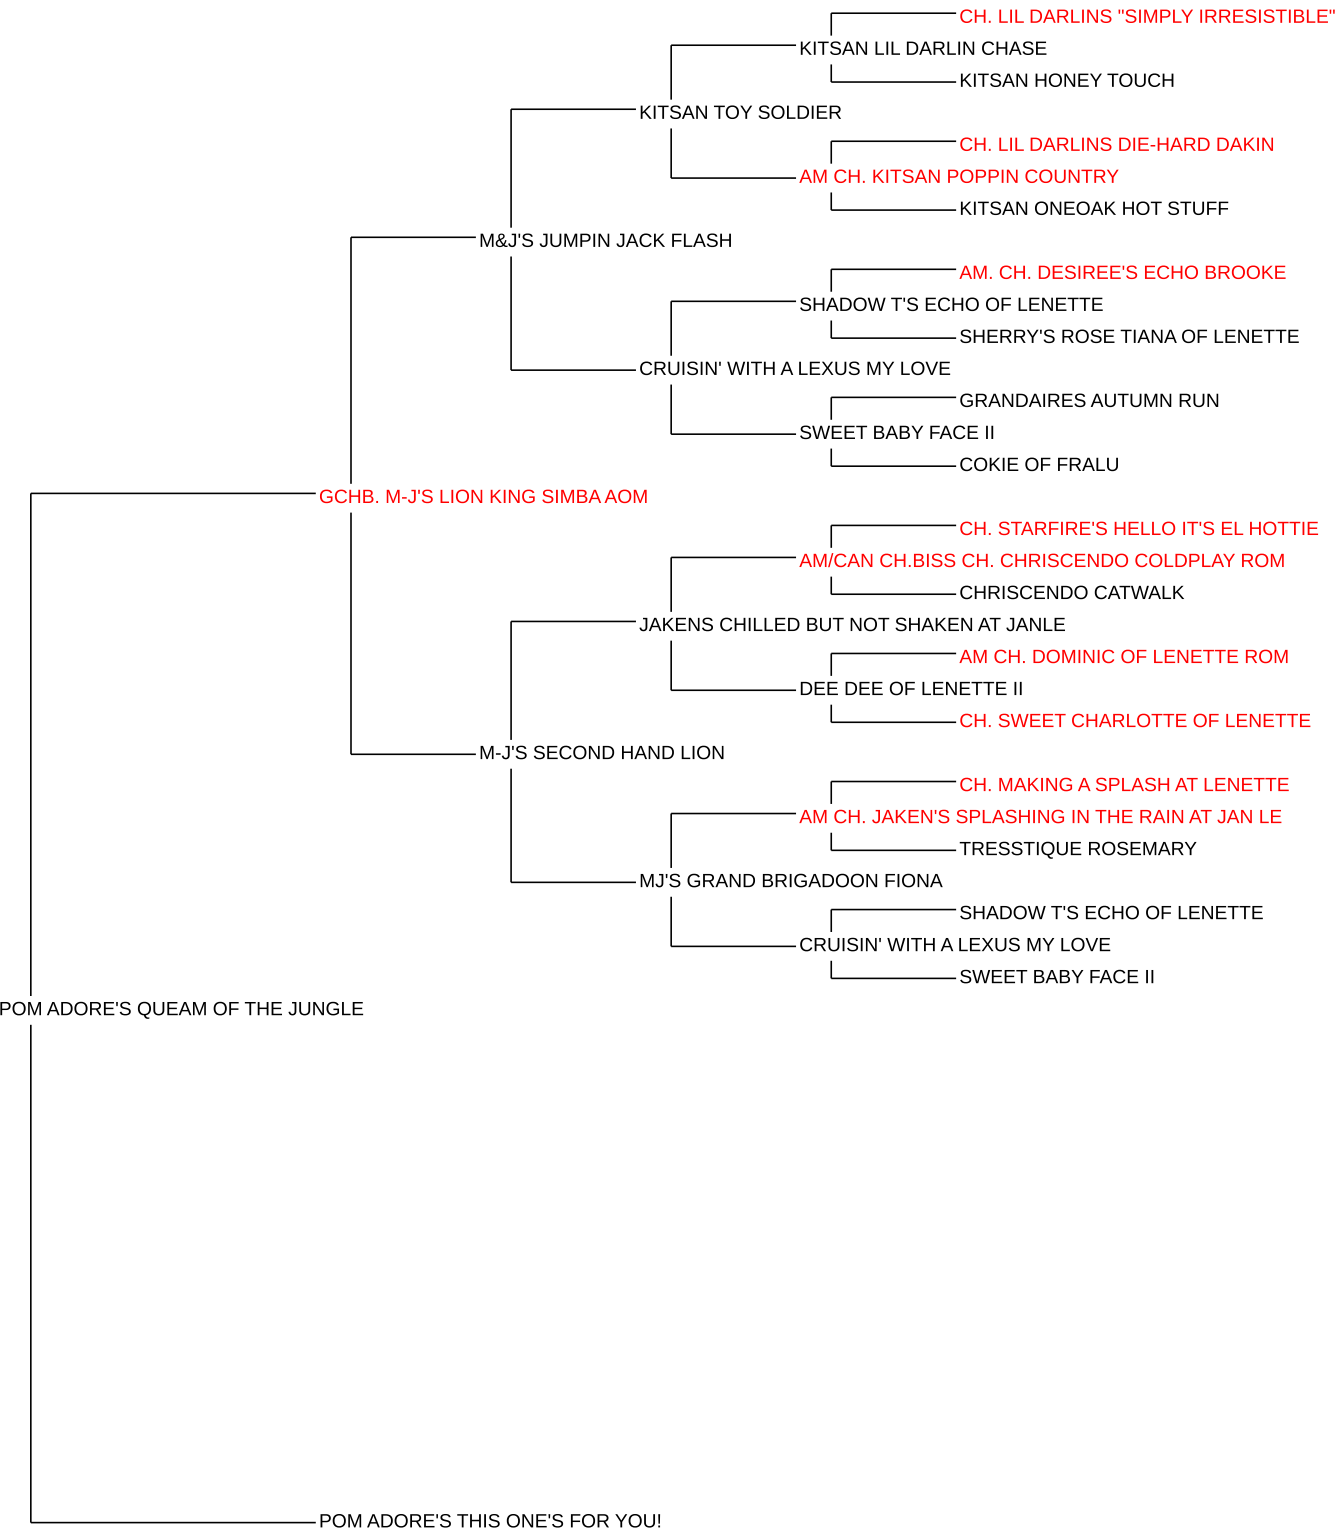 CH. LIL DARLINS "SIMPLY IRRESISTIBLE"
KITSAN LIL DARLIN CHASE
KITSAN HONEY TOUCH
KITSAN TOY SOLDIER
CH. LIL DARLINS DIE-HARD DAKIN
AM CH. KITSAN POPPIN COUNTRY
KITSAN ONEOAK HOT STUFF
M&J'S JUMPIN JACK FLASH
AM. CH. DESIREE'S ECHO BROOKE
SHADOW T'S ECHO OF LENETTE
SHERRY'S ROSE TIANA OF LENETTE
CRUISIN' WITH A LEXUS MY LOVE
GRANDAIRES AUTUMN RUN
SWEET BABY FACE II
COKIE OF FRALU
GCHB. M-J'S LION KING SIMBA AOM
CH. STARFIRE'S HELLO IT'S EL HOTTIE
AM/CAN CH.BISS CH. CHRISCENDO COLDPLAY ROM
CHRISCENDO CATWALK
JAKENS CHILLED BUT NOT SHAKEN AT JANLE
AM CH. DOMINIC OF LENETTE ROM
DEE DEE OF LENETTE II
CH. SWEET CHARLOTTE OF LENETTE
M-J'S SECOND HAND LION
CH. MAKING A SPLASH AT LENETTE
AM CH. JAKEN'S SPLASHING IN THE RAIN AT JAN LE
TRESSTIQUE ROSEMARY
MJ'S GRAND BRIGADOON FIONA
SHADOW T'S ECHO OF LENETTE
CRUISIN' WITH A LEXUS MY LOVE
SWEET BABY FACE II
POM ADORE'S QUEAM OF THE JUNGLE
POM ADORE'S THIS ONE'S FOR YOU!